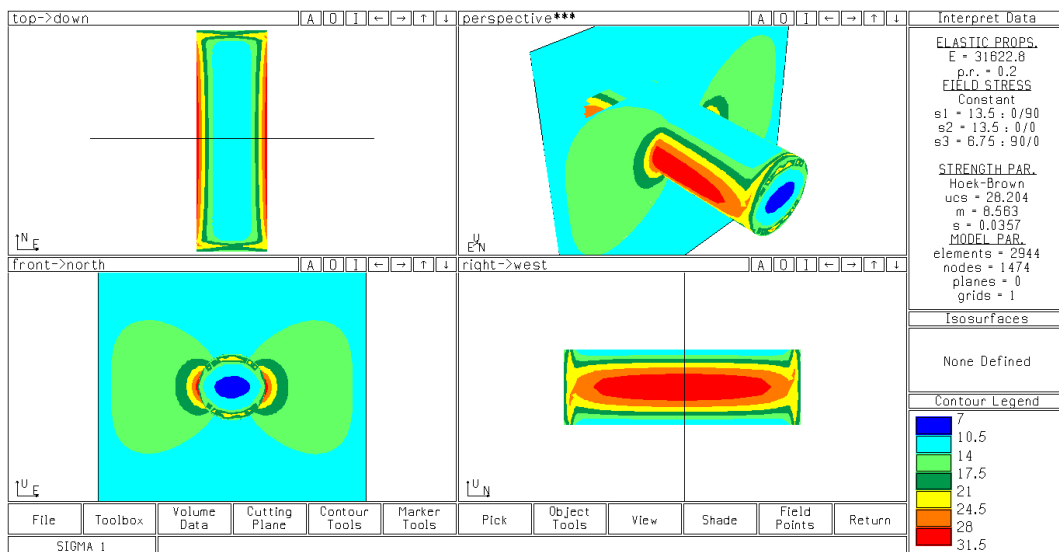 top->down A O I ← → ↑ ↓
perspective*** A O I ← → ↑ ↓
Interpret Data
ELASTIC PROPS.
E = 31622.8
p.r. = 0.2
FIELD STRESS
Constant
s1 = 13.5 : 0/90
s2 = 13.5 : 0/0
s3 = 6.75 : 90/0
STRENGTH PAR.
Hoek-Brown
ucs = 28.204
m = 8.563
s = 0.0357
MODEL PAR.
elements = 2944
nodes = 1474
planes = 0
grids = 1
N E
U E N
front->north A O I ← → ↑ ↓
right->west A O I ← → ↑ ↓
Isosurfaces
None Defined
Contour Legend
7
10.5
14
17.5
21
24.5
28
31.5
U E
U N
File
Toolbox
Volume
Data
Cutting
Plane
Contour
Tools
Marker
Tools
Pick
Object
Tools
View
Shade
Field
Points
Return
SIGMA 1